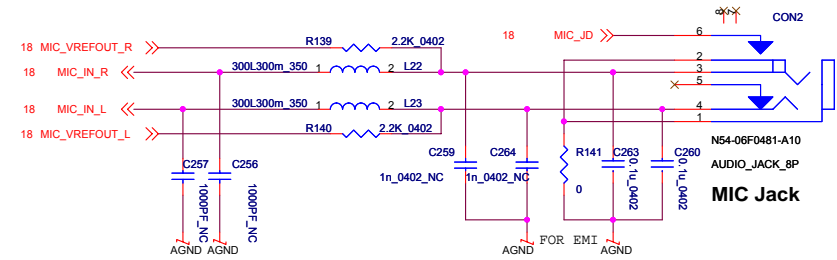 8 7 CON2
18 MIC_VREFOUT_R R139 2.2K_0402 18 MIC_JD 6
18 MIC_IN_R 300L300m_350 1 2 L22 2
3
5
18 MIC_IN_L 300L300m_350 1 2 L23 4
18 MIC_VREFOUT_L R140 2.2K_0402 1
N54-06F0481-A10
C257 C256 C259 C264 R141 C263 C260
AUDIO_JACK_8P
1000PF_NC 1000PF_NC 1n_0402_NC 1n_0402_NC 0 0.1u_0402 0.1u_0402
MIC Jack
FOR EMI
AGND AGND AGND AGND